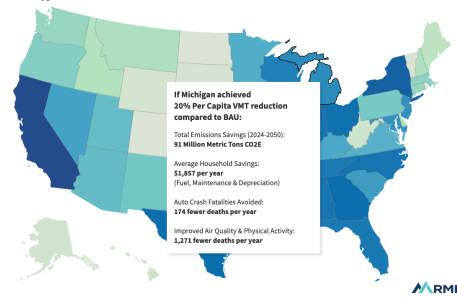 If Michigan achieved
20% Per Capita VMT reduction
compared to BAU:
Total Emissions Savings (2024-2050):
91 Million Metric Tons CO2E
Average Household Savings:
$1,857 per year
(Fuel, Maintenance & Depreciation)
Auto Crash Fatalities Avoided:
174 fewer deaths per year
Improved Air Quality & Physical Activity:
1,271 fewer deaths per year
RMI